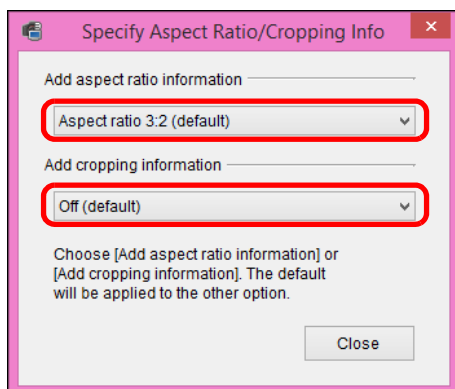 Specify Aspect Ratio/Cropping Info
Add aspect ratio information
Aspect ratio 3:2 (default)
Add cropping information
Off (default)
Choose [Add aspect ratio information] or
[Add cropping information]. The default
will be applied to the other option.
Close